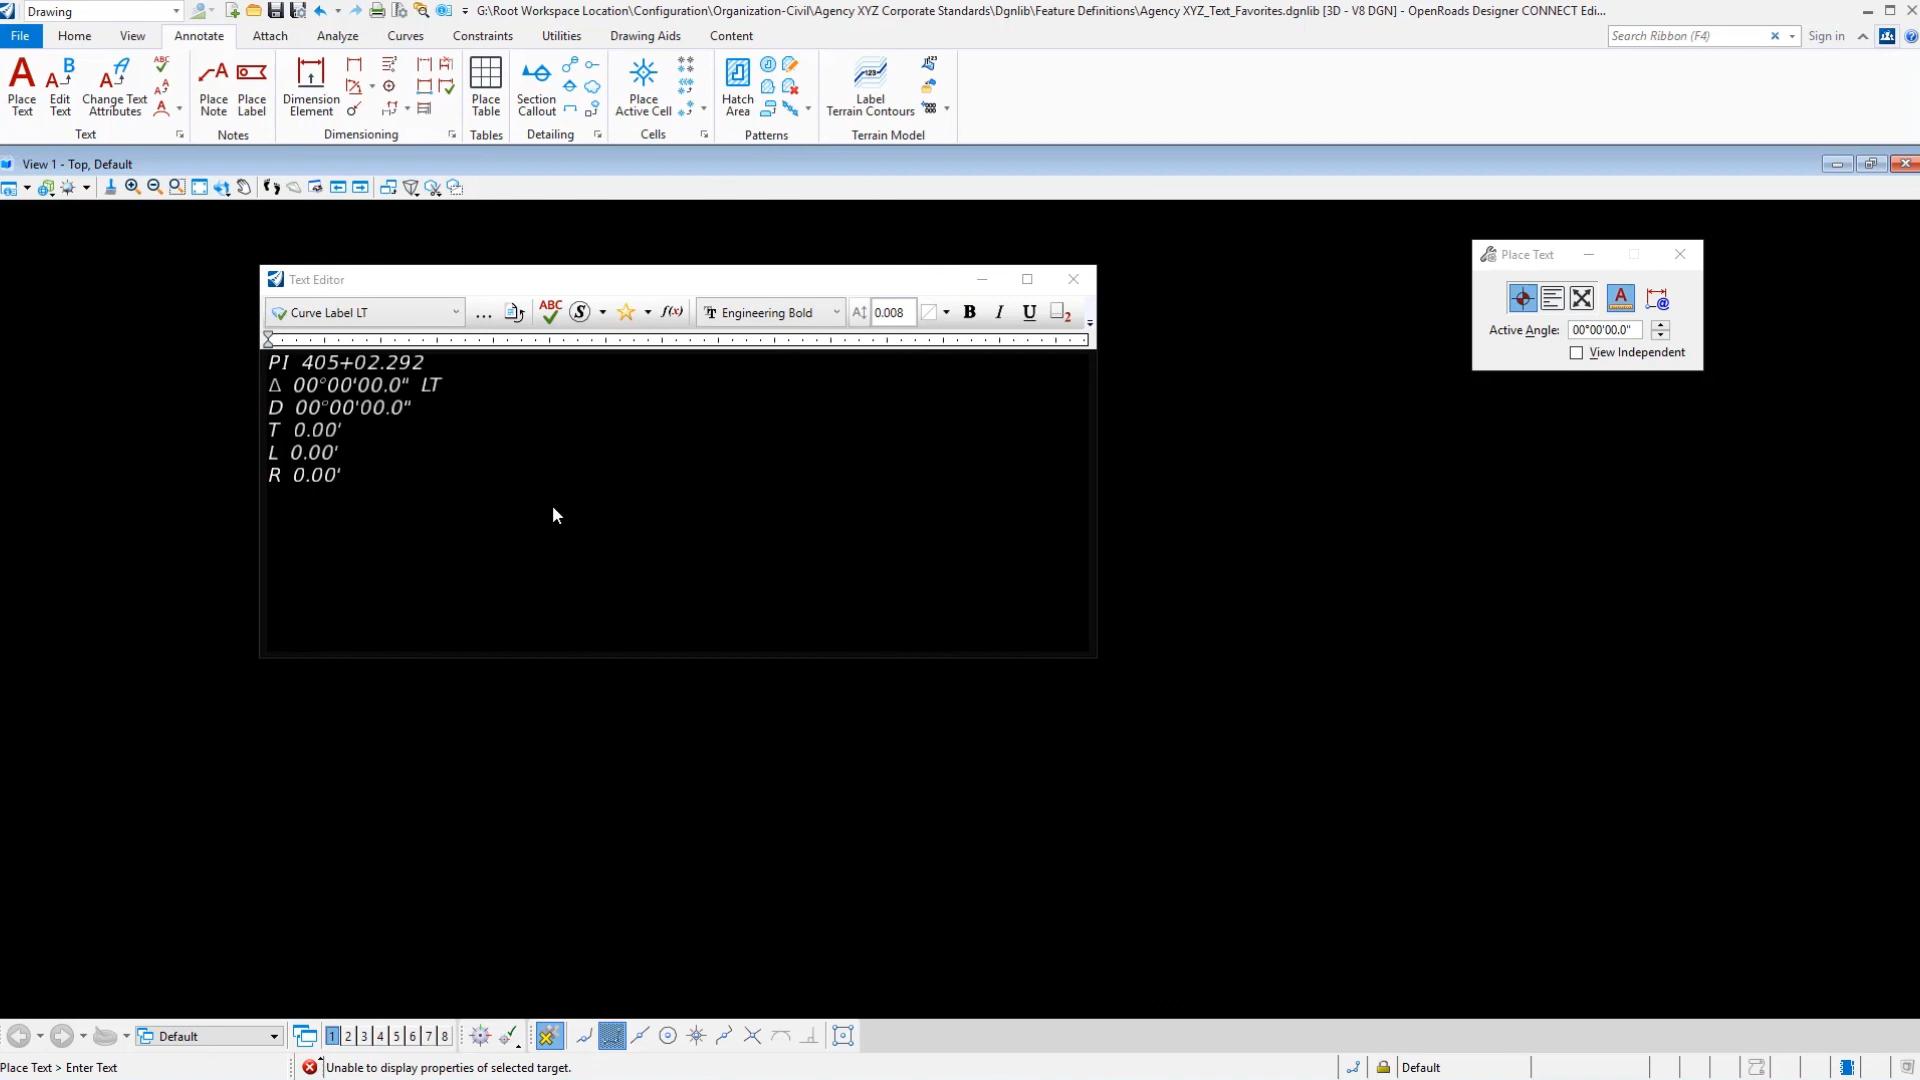 Drawing
G:\Root Workspace Location\Configuration\Organization-Civil\Agency XYZ Corporate Standards\Dgnlib\Feature Definitions\Agency XYZ_Text_Favorites.dgnlib [3D - V8 DGN] - OpenRoads Designer CONNECT Edi...
File Home View Annotate Attach Analyze Curves Constraints Utilities Drawing Aids Content
Search Ribbon (F4)
Sign in
Place Text
Edit Text
Change Text Attributes
Place Note
Place Label
Dimension Element
Place Table
Section Callout
Place Active Cell
Hatch Area
Label Terrain Contours
Text Notes Dimensioning Tables Detailing Cells Patterns Terrain Model
View 1 - Top, Default
Text Editor
Curve Label LT
... ABC S f(x) Engineering Bold 0.008 B I U
PI 405+02.292
Δ 00°00'00.0" LT
D 00°00'00.0"
T 0.00'
L 0.00'
R 0.00'
Place Text
Active Angle: 00°00'00.0"
View Independent
Default 1 2 3 4 5 6 7 8
Place Text > Enter Text
Unable to display properties of selected target.
Default